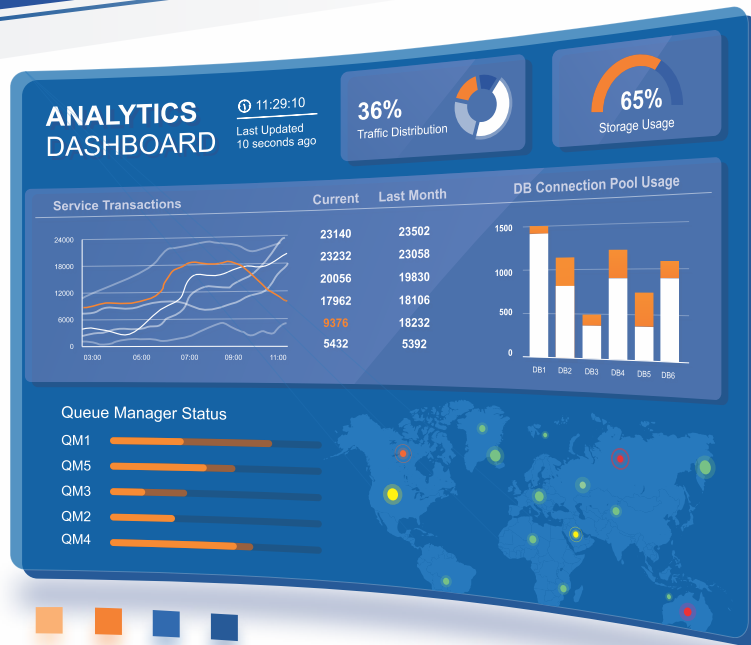 ANALYTICS
DASHBOARD
11:29:10
Last Updated
10 seconds ago
36%
Traffic Distribution
65%
Storage Usage
Service Transactions
Current Last Month
24000
18000
12000
6000
0
03:00 05:00 07:00 09:00 11:00
23140 23502
23232 23058
20056 19830
17962 18106
9376 18232
5432 5392
DB Connection Pool Usage
1500
1000
500
0
DB1 DB2 DB3 DB4 DB5 DB6
Queue Manager Status
QM1
QM5
QM3
QM2
QM4